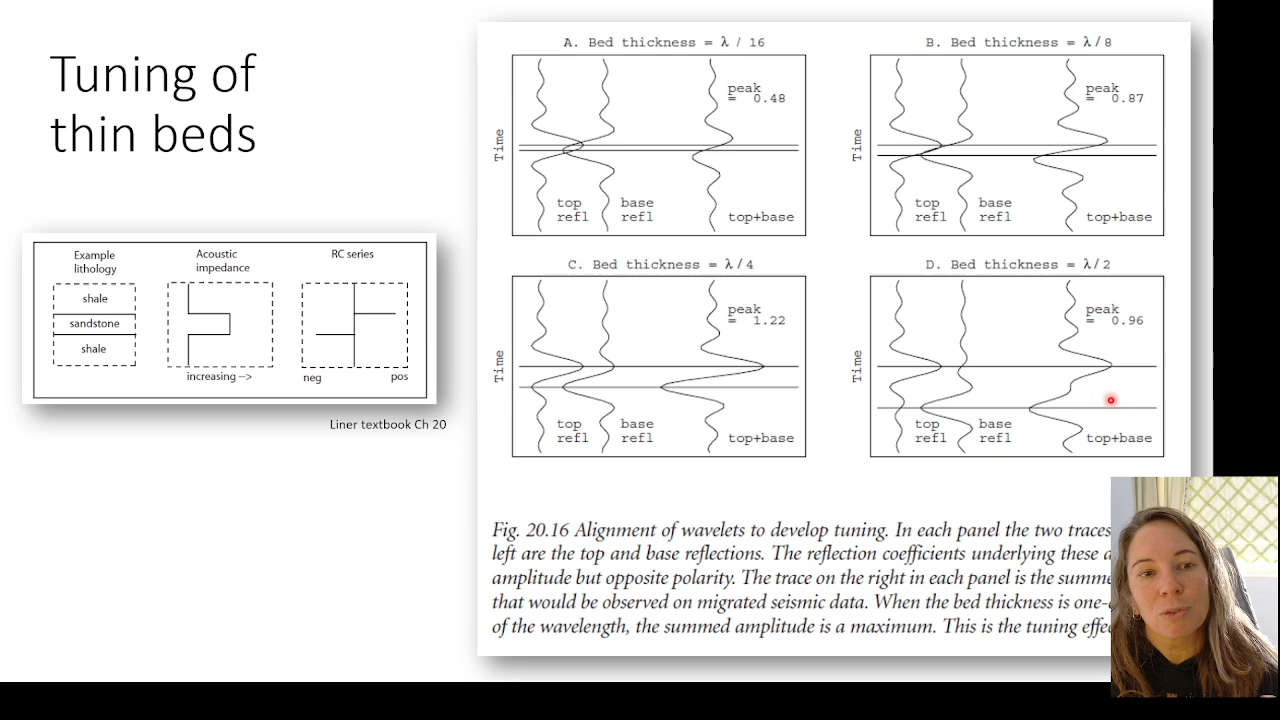 Tuning of
thin beds
Example
lithology
shale
sandstone
shale
Acoustic
impedance
increasing -->
RC series
neg
pos
Liner textbook Ch 20
A. Bed thickness = λ / 16
Time
peak
= 0.48
top
refl
base
refl
top+base
B. Bed thickness = λ/8
Time
peak
= 0.87
top
refl
base
refl
top+base
C. Bed thickness = λ/4
Time
peak
= 1.22
top
refl
base
refl
top+base
D. Bed thickness = λ/2
Time
peak
= 0.96
top
refl
base
refl
top+base
Fig. 20.16 Alignment of wavelets to develop tuning. In each panel the two traces
left are the top and base reflections. The reflection coefficients underlying these
amplitude but opposite polarity. The trace on the right in each panel is the
that would be observed on migrated seismic data. When the bed thickness is
of the wavelength, the summed amplitude is a maximum. This is the tuning